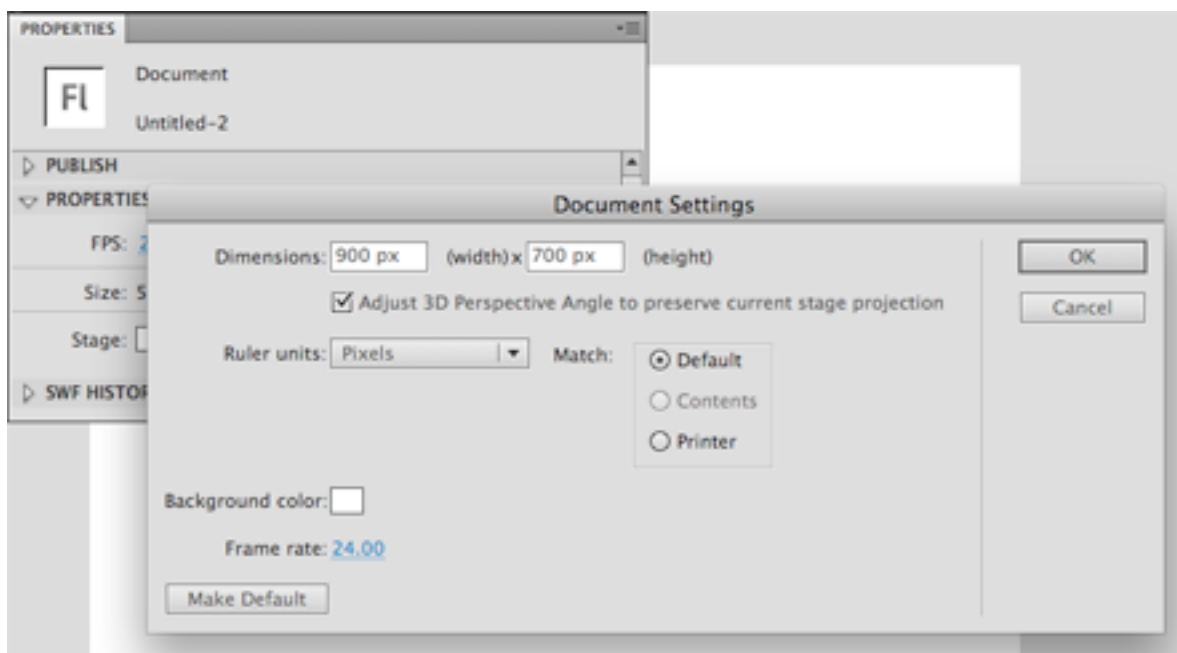 PROPERTIES
Fl
Document
Untitled-2
PUBLISH
PROPERTIES
Document Settings
FPS: 2
Dimensions: 900 px (width) x 700 px (height)
OK
Size: S
Adjust 3D Perspective Angle to preserve current stage projection
Cancel
Stage:
Ruler units: Pixels Match: Default
SWF HISTOR
Contents
Printer
Background color:
Frame rate: 24.00
Make Default